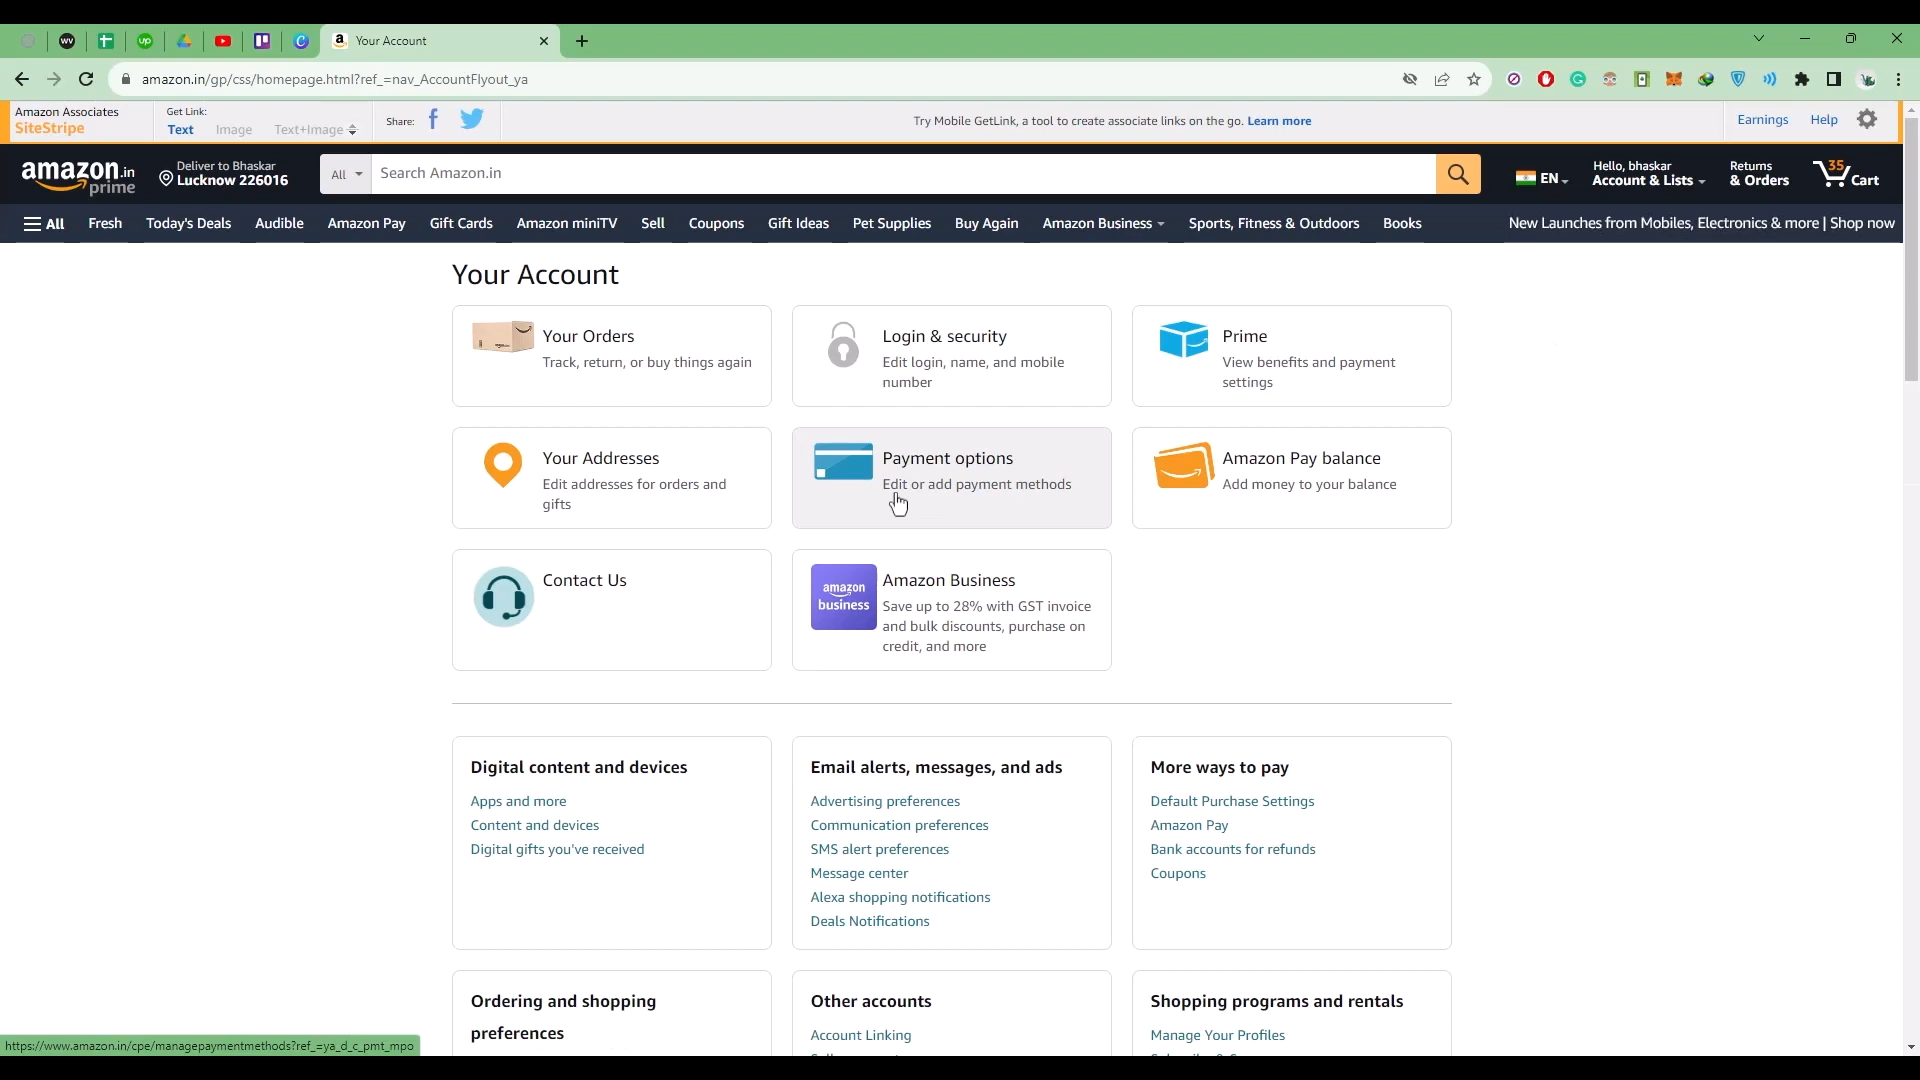 Your Account
amazon.in/gp/css/homepage.html?ref_=nav_AccountFlyout_ya
Amazon Associates
SiteStripe
Get Link:
Text Image Text+Image
Share:
Try Mobile GetLink, a tool to create associate links on the go. Learn more
Earnings Help
amazon.in
prime
Deliver to Bhaskar
Lucknow 226016
All
Search Amazon.in
EN
Hello, bhaskar
Account & Lists
Returns
& Orders
35
Cart
All Fresh Today's Deals Audible Amazon Pay Gift Cards Amazon miniTV Sell Coupons Gift Ideas Pet Supplies Buy Again Amazon Business Sports, Fitness & Outdoors Books New Launches from Mobiles, Electronics & more | Shop now
Your Account
Your Orders
Track, return, or buy things again
Login & security
Edit login, name, and mobile
number
Prime
View benefits and payment
settings
Your Addresses
Edit addresses for orders and
gifts
Payment options
Edit or add payment methods
Amazon Pay balance
Add money to your balance
Contact Us
amazon
business
Amazon Business
Save up to 28% with GST invoice
and bulk discounts, purchase on
credit, and more
Digital content and devices
Apps and more
Content and devices
Digital gifts you've received
Email alerts, messages, and ads
Advertising preferences
Communication preferences
SMS alert preferences
Message center
Alexa shopping notifications
Deals Notifications
More ways to pay
Default Purchase Settings
Amazon Pay
Bank accounts for refunds
Coupons
Ordering and shopping
preferences
Other accounts
Account Linking
Shopping programs and rentals
Manage Your Profiles
https://www.amazon.in/cpe/managepaymentmethods?ref_=ya_d_c_pmt_mpo